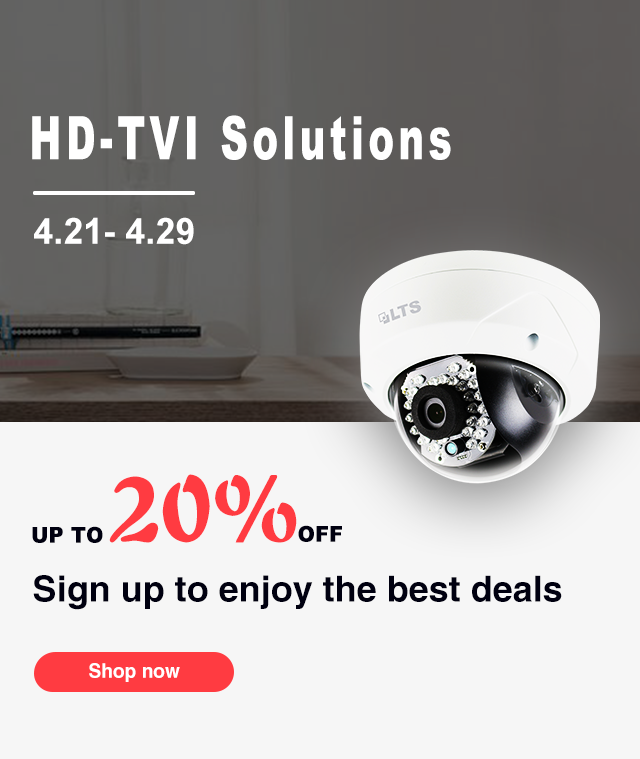 HD-TVI Solutions
4.21- 4.29
LTS
UP TO 20% OFF
Sign up to enjoy the best deals
Shop now